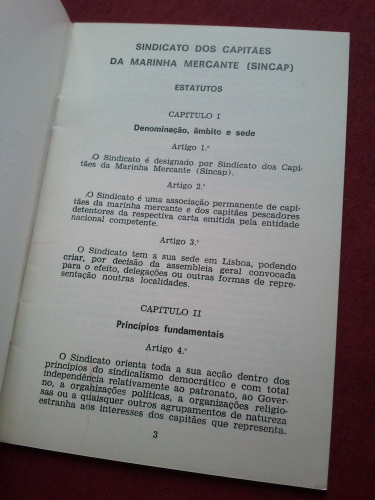 SINDICATO DOS CAPITÃES
DA MARINHA MERCANTE (SINCAP)
ESTATUTOS
CAPITULO I
Denominação, âmbito e sede
Artigo 1.º
O Sindicato é designado por Sindicato dos Capi-
tães da Marinha Mercante (Sincap).
Artigo 2.º
O Sindicato é uma associação permanente de capi-
tães da marinha mercante e dos capitães pescadores
detentores da respectiva carta emitida pela entidade
nacional competente.
Artigo 3.º
O Sindicato tem a sua sede em Lisboa, podendo
criar, por decisão da assembleia geral convocada
para o efeito, delegações ou outras formas de repre-
sentação noutras localidades.
CAPÍTULO II
Princípios fundamentais
Artigo 4.º
O Sindicato orienta toda a sua acção dentro dos
princípios do sindicalismo democrático e com total
independência relativamente ao patronato, ao Gover-
no, a organizações políticas, a organizações religio-
sas ou a quaisquer outros agrupamentos de natureza
estranha aos interesses dos capitães que representa.
3